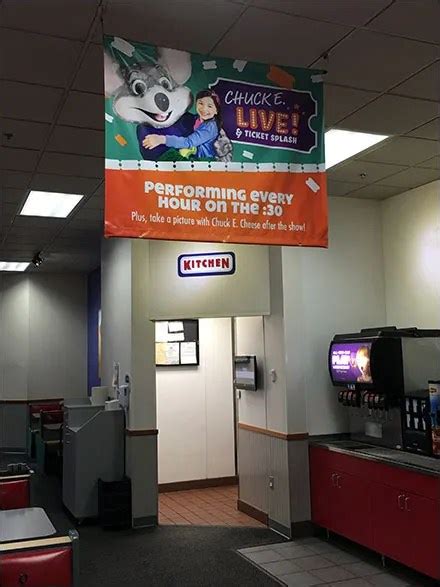 CHUCK E.
LIVE!
& TICKET SPLASH
PERFORMING EVERY
HOUR ON THE :30
Plus, take a picture with Chuck E. Cheese after the show!
KITCHEN
PLAY